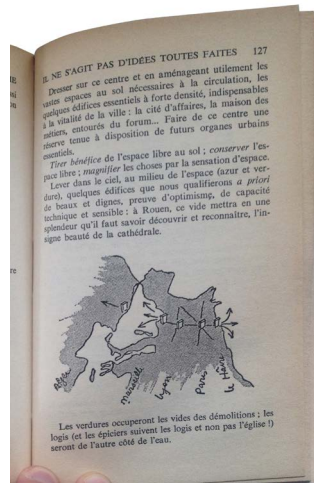 IL NE S'AGIT PAS D'IDÉES TOUTES FAITES 127
Dresser sur ce centre et en aménageant utilement les
vastes espaces au sol nécessaires à la circulation, les
quelques édifices essentiels à forte densité, indispensables
à la vitalité de la ville : la cité d'affaires, la maison des
métiers, entourés du forum... Faire de ce centre une
réserve tenue à disposition de futurs organes urbains
essentiels.
Tirer bénéfice de l'espace libre au sol ; conserver l'es-
pace libre ; magnifier les choses par la sensation d'espace.
Lever dans le ciel, au milieu de l'espace (azur et ver-
dure), quelques édifices que nous qualifierons a priori
de beaux et dignes, preuve d'optimisme, de capacité
technique et sensible : à Rouen, ce vide mettra en une
splendeur qu'il faut savoir découvrir et reconnaître, l'in-
signe beauté de la cathédrale.
Marseille
Lyon
Paris
le Havre
Les verdures occuperont les vides des démolitions ; les
logis (et les épiciers suivent les logis et non pas l'église !)
seront de l'autre côté de l'eau.